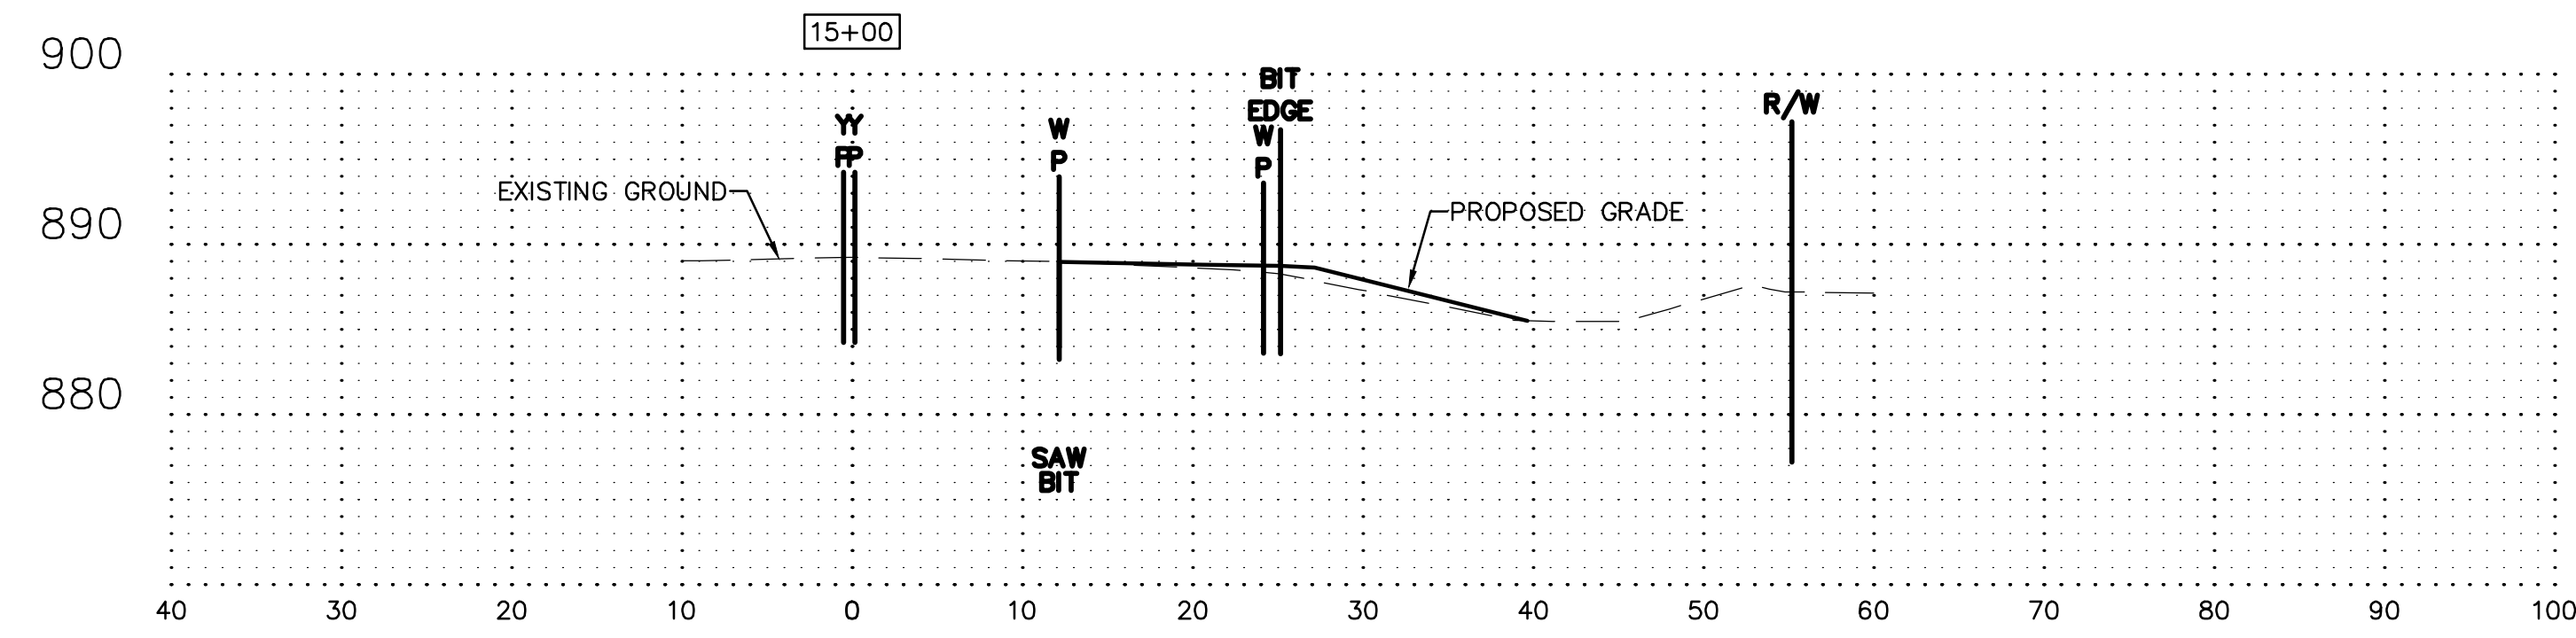 15+00
900
BIT
EDGE
R/W
YY
PP
W
P
W
P
EXISTING GROUND
PROPOSED GRADE
890
880
SAW
BIT
40 30 20 10 0 10 20 30 40 50 60 70 80 90 100